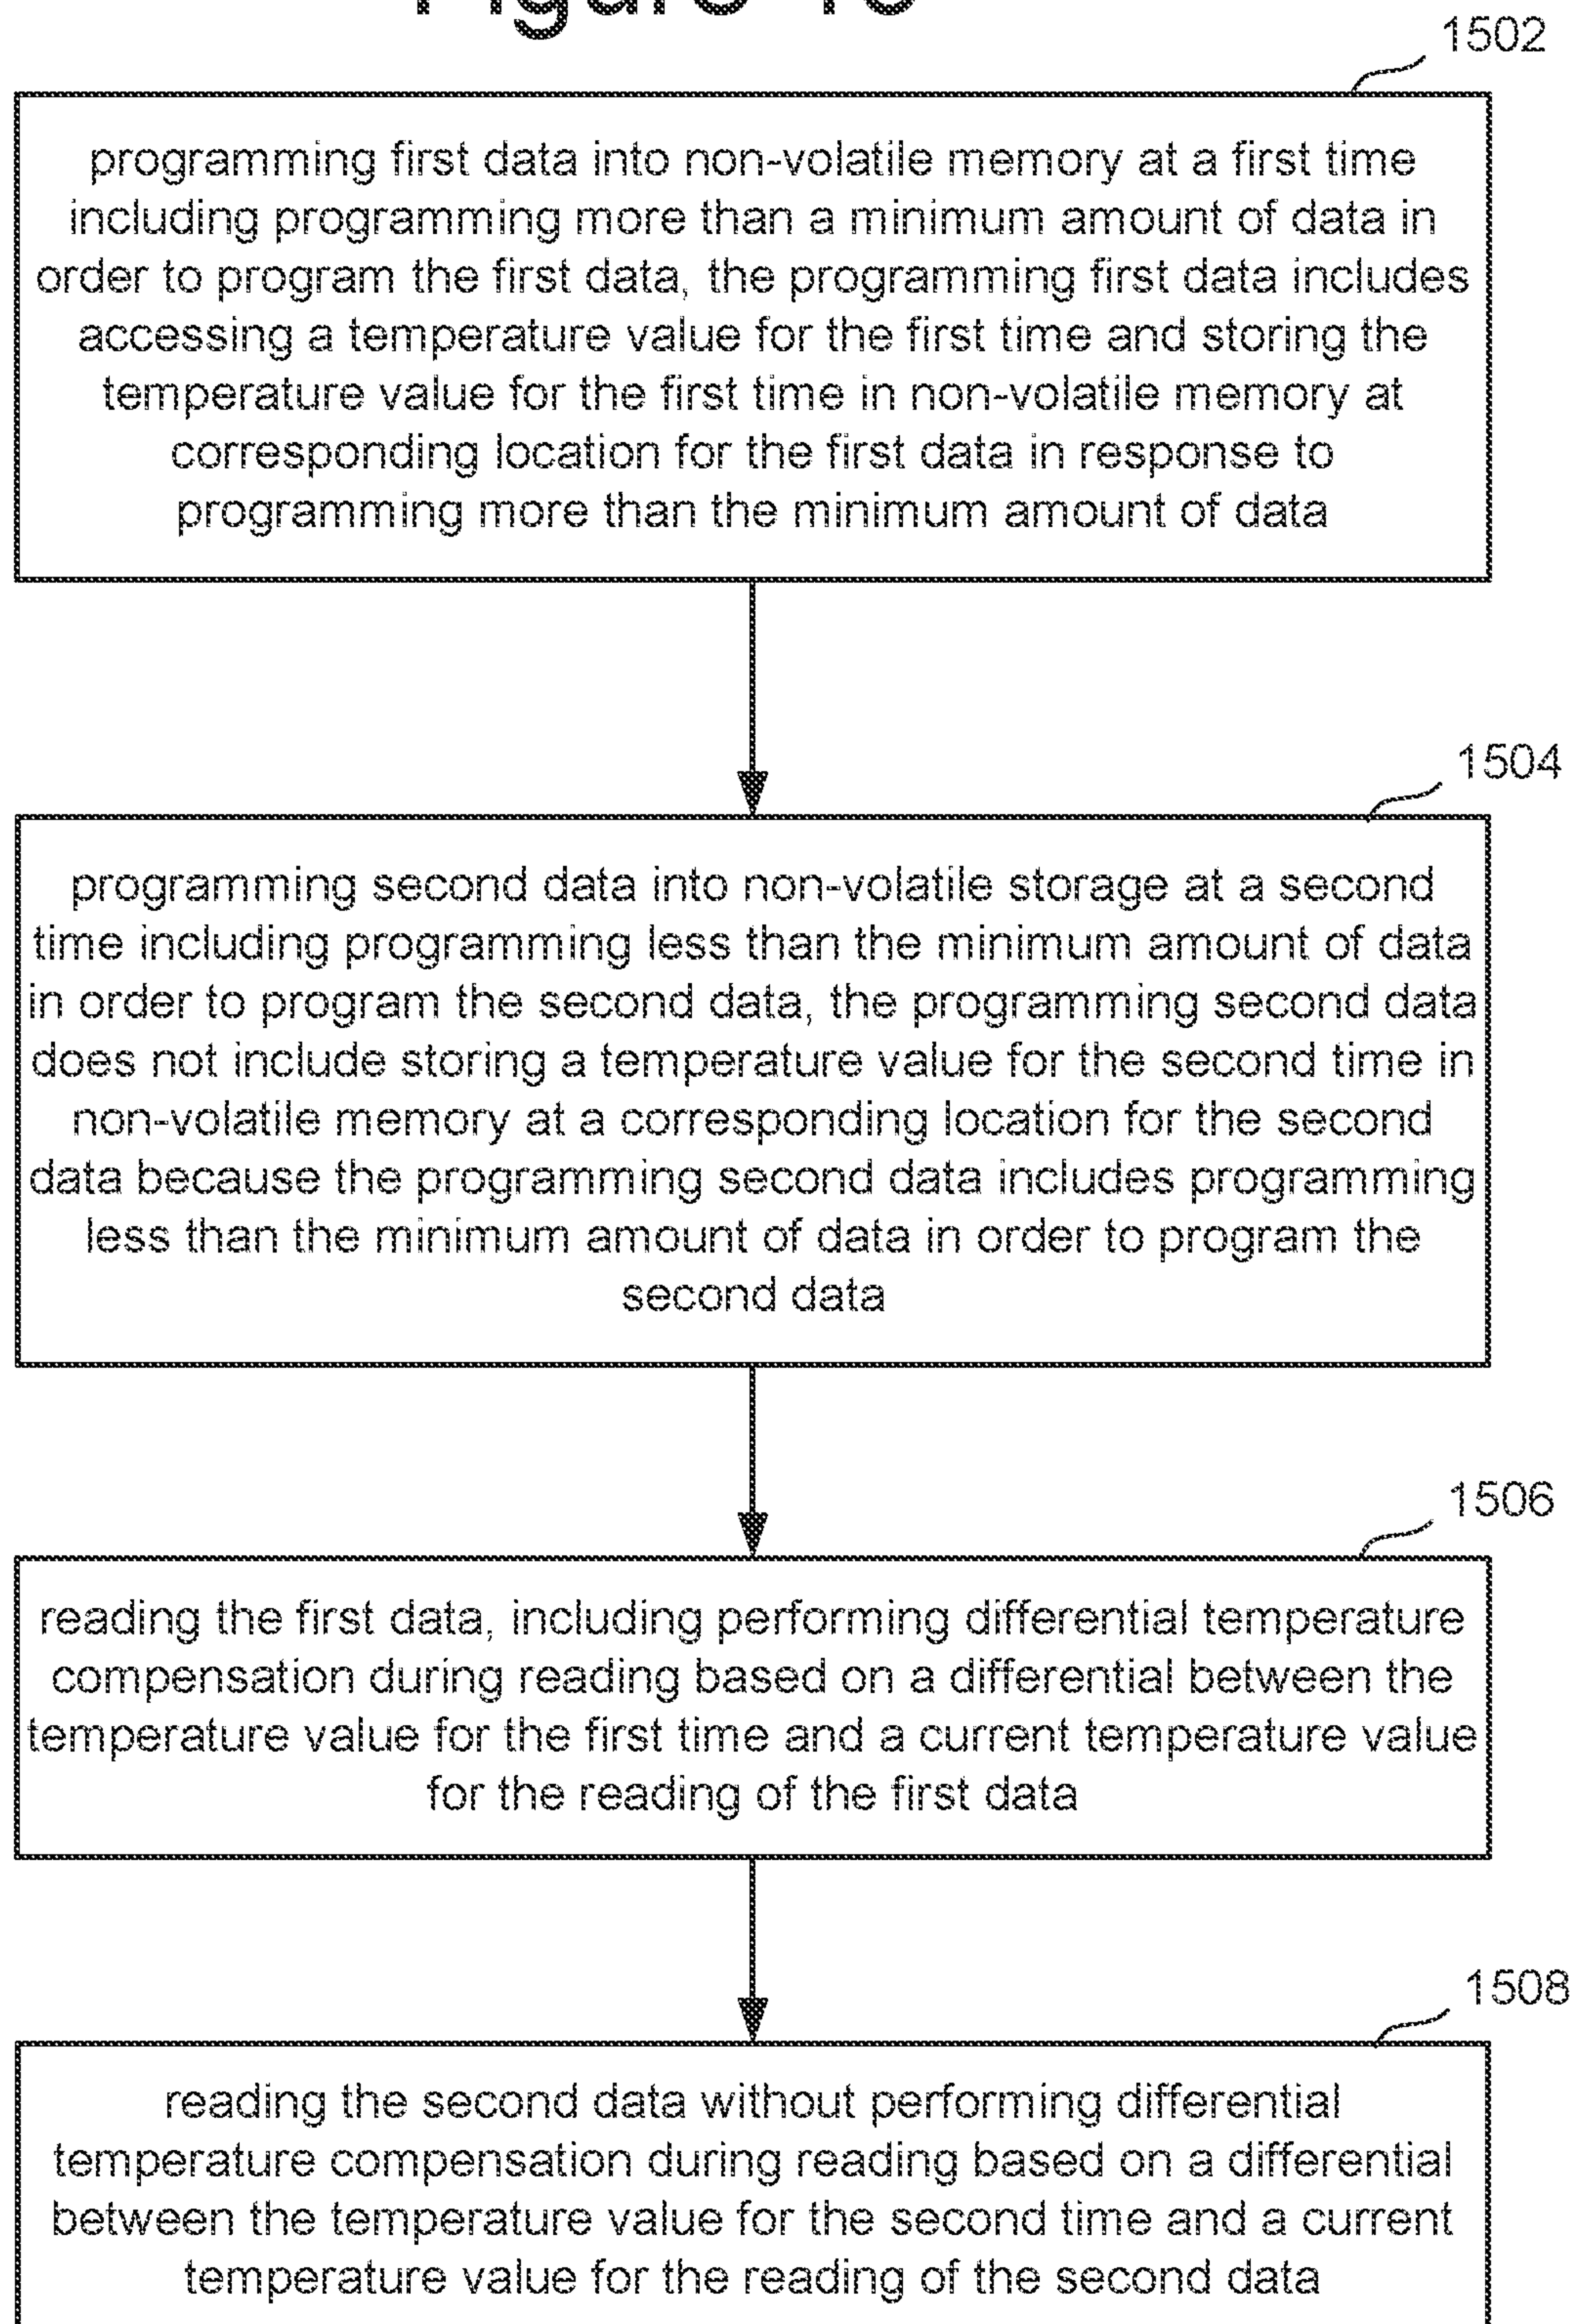 1502
programming first data into non-volatile memory at a first time
including programming more than a minimum amount of data in
order to program the first data, the programming first data includes
accessing a temperature value for the first time and storing the
temperature value for the first time in non-volatile memory at
corresponding location for the first data in response to
programming more than the minimum amount of data
1504
programming second data into non-volatile storage at a second
time including programming less than the minimum amount of data
in order to program the second data, the programming second data
does not include storing a temperature value for the second time in
non-volatile memory at a corresponding location for the second
data because the programming second data includes programming
less than the minimum amount of data in order to program the
second data
1506
reading the first data, including performing differential temperature
compensation during reading based on a differential between the
temperature value for the first time and a current temperature value
for the reading of the first data
1508
reading the second data without performing differential
temperature compensation during reading based on a differential
between the temperature value for the second time and a current
temperature value for the reading of the second data